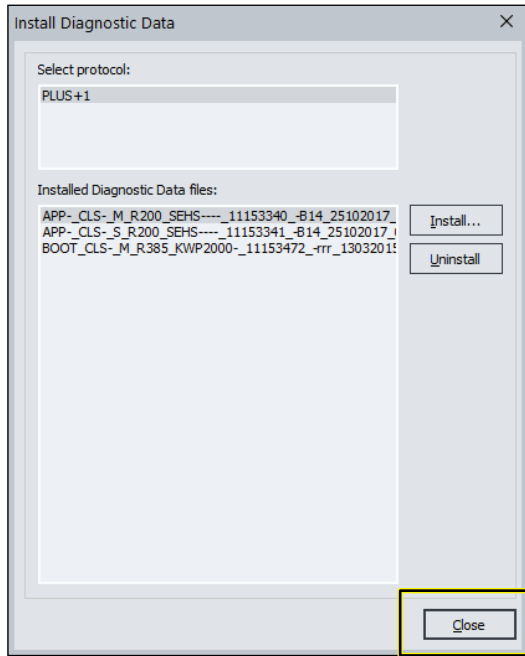 Install Diagnostic Data
Select protocol:
PLUS+1
Installed Diagnostic Data files:
APP-_CLS-_M_R200_SEHS----_11153340_-B14_25102017_
APP-_CLS-_S_R200_SEHS----_11153341_-B14_25102017_
BOOT_CLS-_M_R385_KWP2000-_11153472_-rrr_13032015
Install...
Uninstall
Close